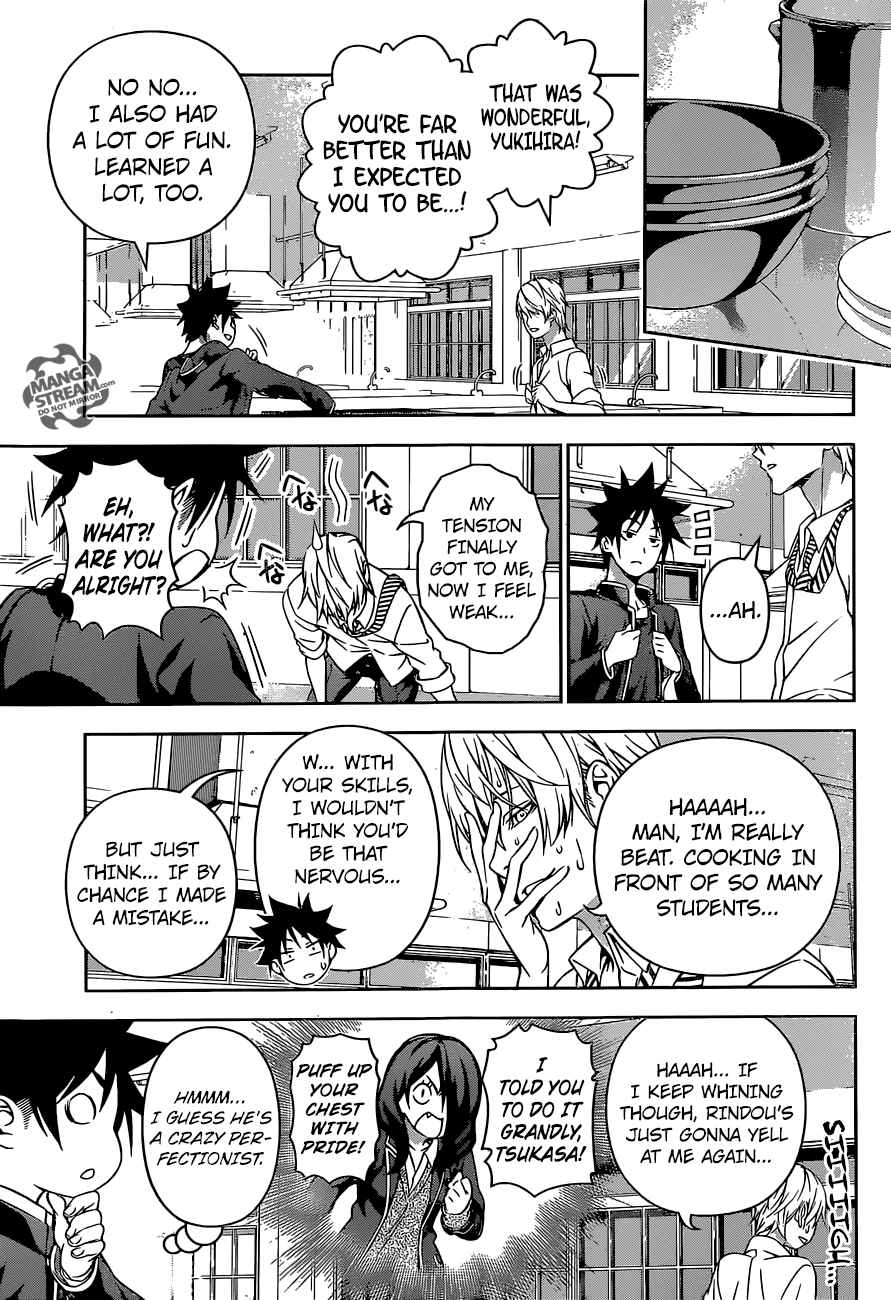 THAT WAS
WONDERFUL,
YUKIHIRA!
YOU'RE FAR
BETTER THAN
I EXPECTED
YOU TO BE...!
NO NO...
I ALSO HAD
A LOT OF FUN.
LEARNED A
LOT, TOO.
MANGA
STREAM.com
DO NOT MIRROR!
...AH.
MY
TENSION
FINALLY
GOT TO ME,
NOW I FEEL
WEAK...
へな
へな
へな
EH,
WHAT?!
ARE YOU
ALRIGHT?
HAAAAH...
MAN, I'M REALLY
BEAT. COOKING IN
FRONT OF SO MANY
STUDENTS...
W... WITH
YOUR SKILLS,
I WOULDN'T
THINK YOU'D
BE THAT
NERVOUS...
BUT JUST
THINK... IF BY
CHANCE I MADE
A MISTAKE...
HAAAH... IF
I KEEP WHINING
THOUGH, RINDOU'S
JUST GONNA YELL
AT ME AGAIN...
SIIIIIGH...
I
TOLD YOU
TO DO IT
GRANDLY,
TSUKASA!
PUFF UP
YOUR
CHEST
WITH
PRIDE!
HMMM...
I GUESS HE'S
A CRAZY PER-
FECTIONIST.